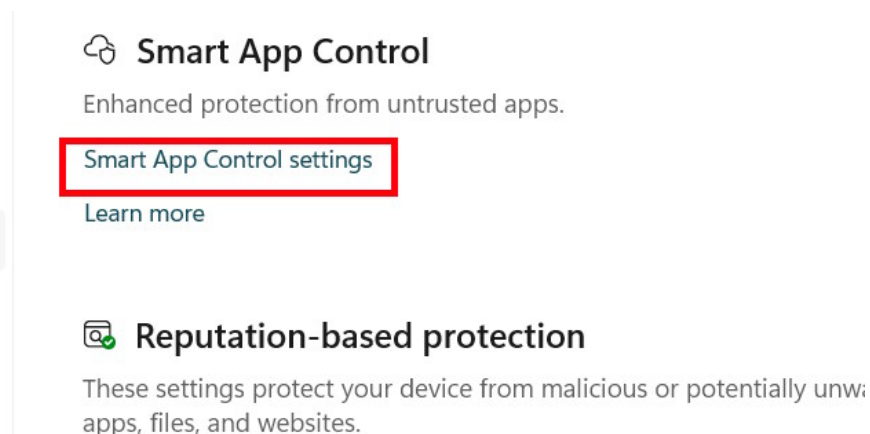 Smart App Control
Enhanced protection from untrusted apps.
Smart App Control settings
Learn more
Reputation-based protection
These settings protect your device from malicious or potentially
apps, files, and websites.